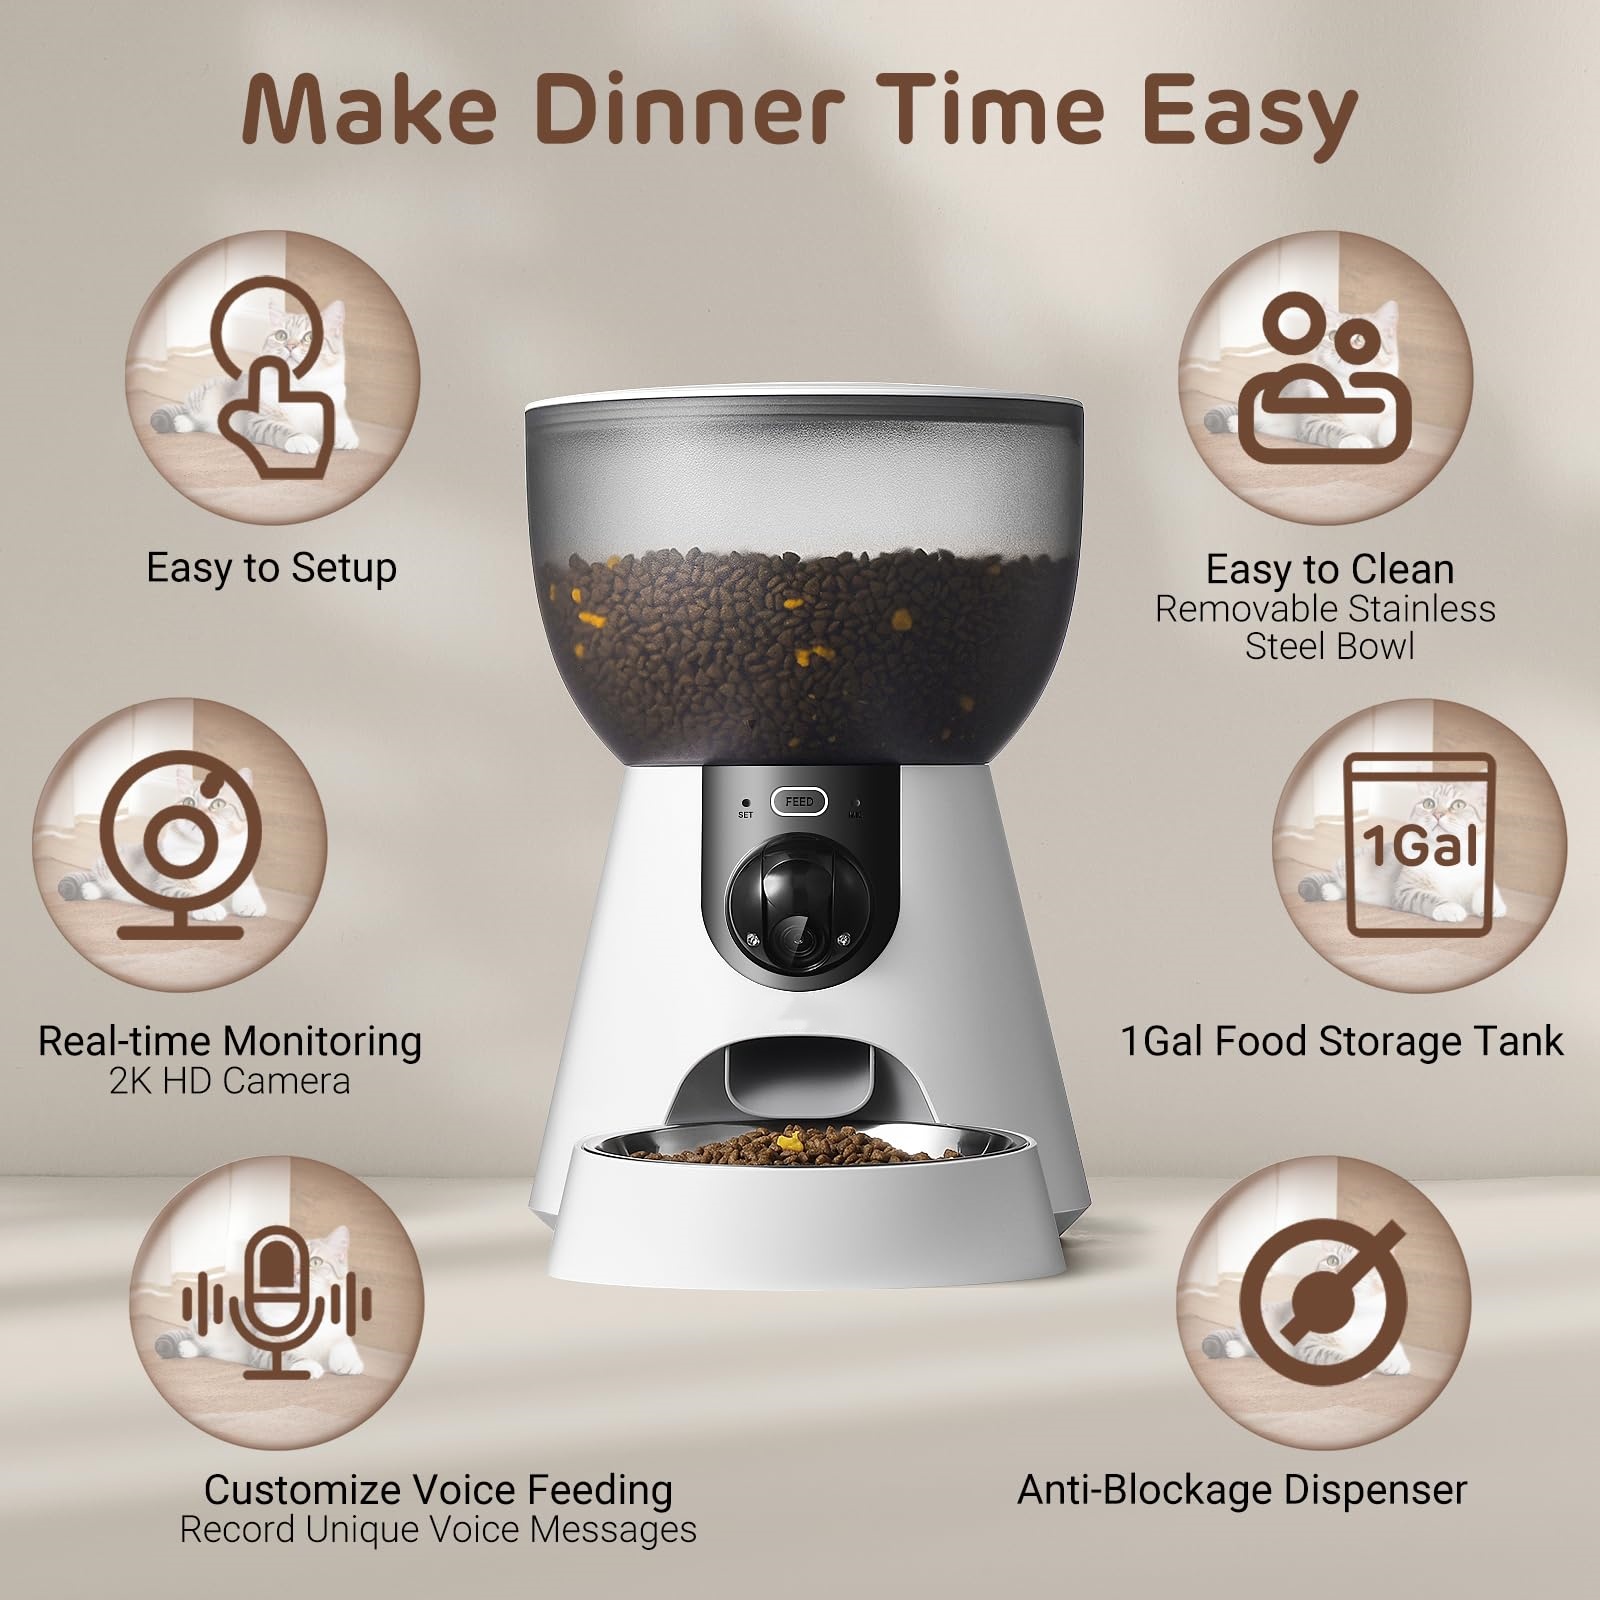 Make Dinner Time Easy
Easy to Setup
Easy to Clean
Removable Stainless
Steel Bowl
FEED
SET
1Gal
Real-time Monitoring
2K HD Camera
1Gal Food Storage Tank
Customize Voice Feeding
Record Unique Voice Messages
Anti-Blockage Dispenser